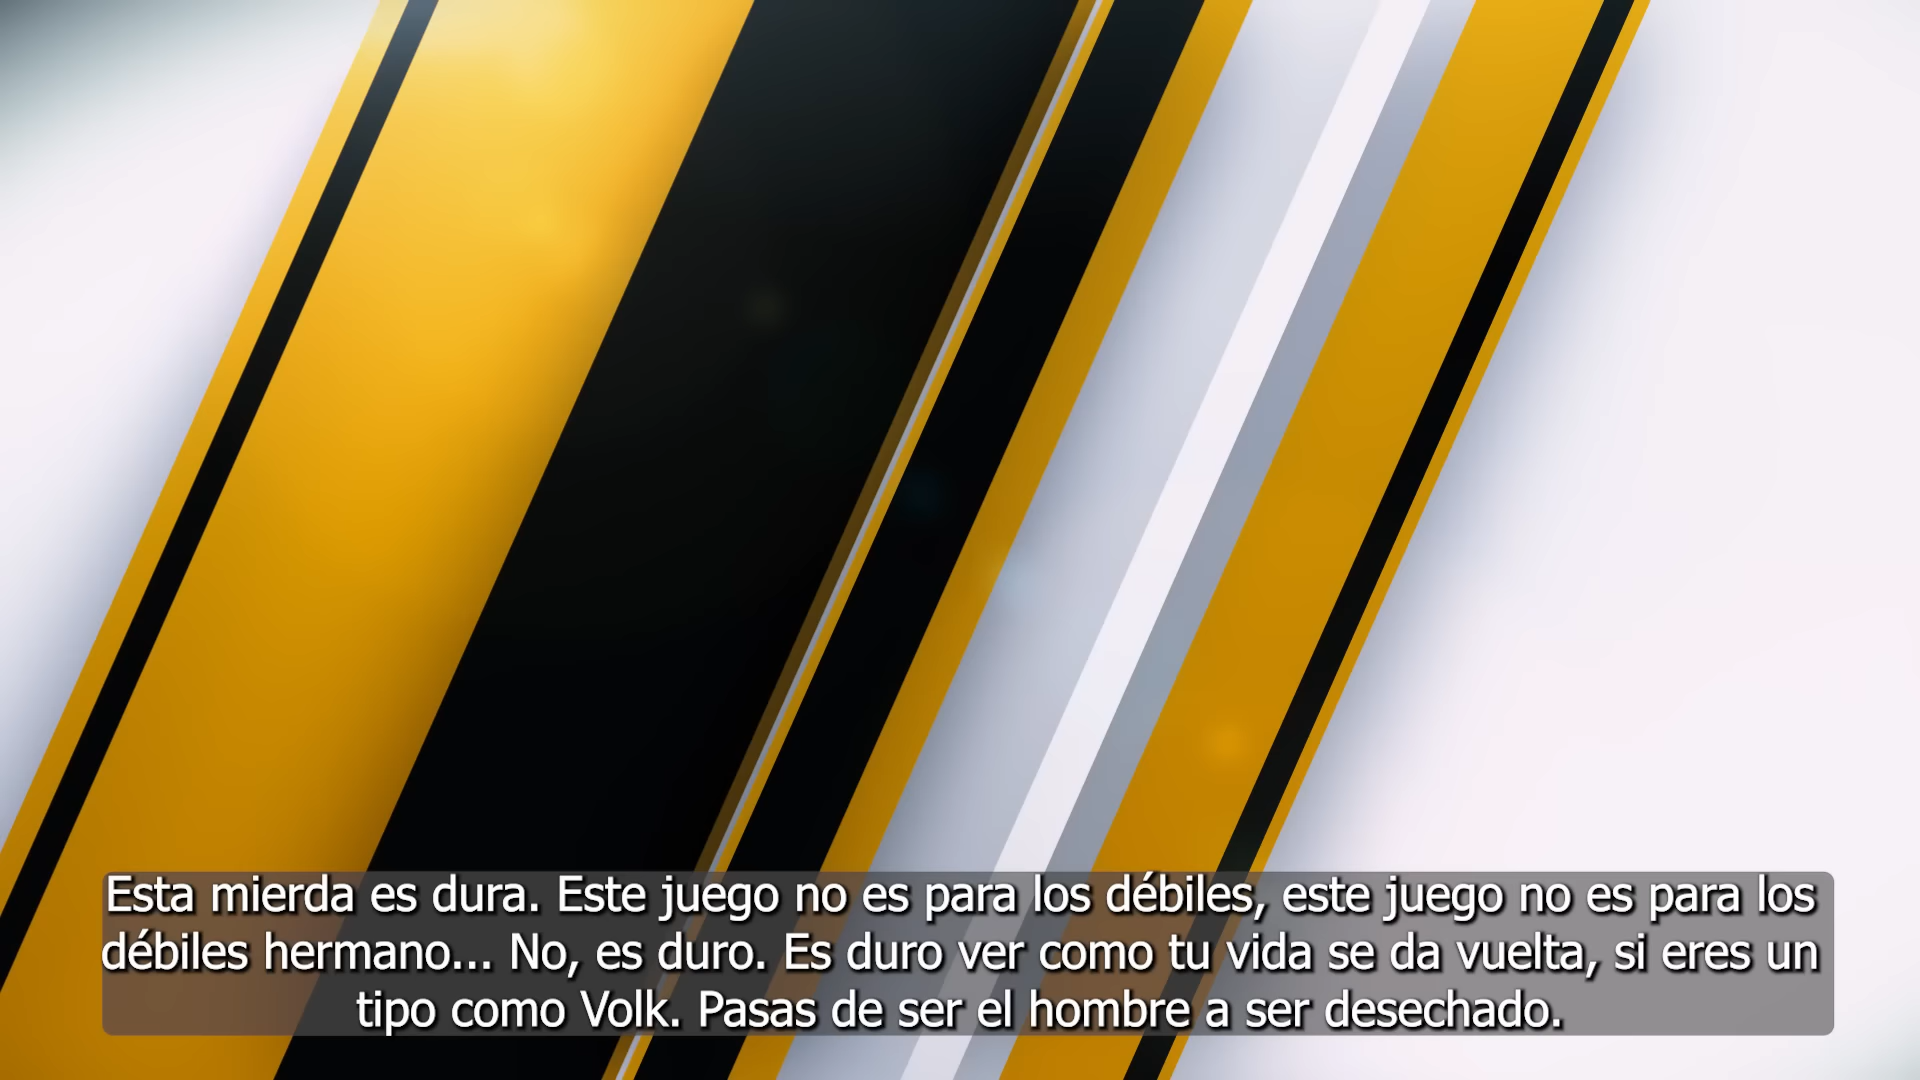 Esta mierda es dura. Este juego no es para los débiles, este juego no es para los
débiles hermano... No, es duro. Es duro ver como tu vida se da vuelta, si eres un
tipo como Volk. Pasas de ser el hombre a ser desechado.